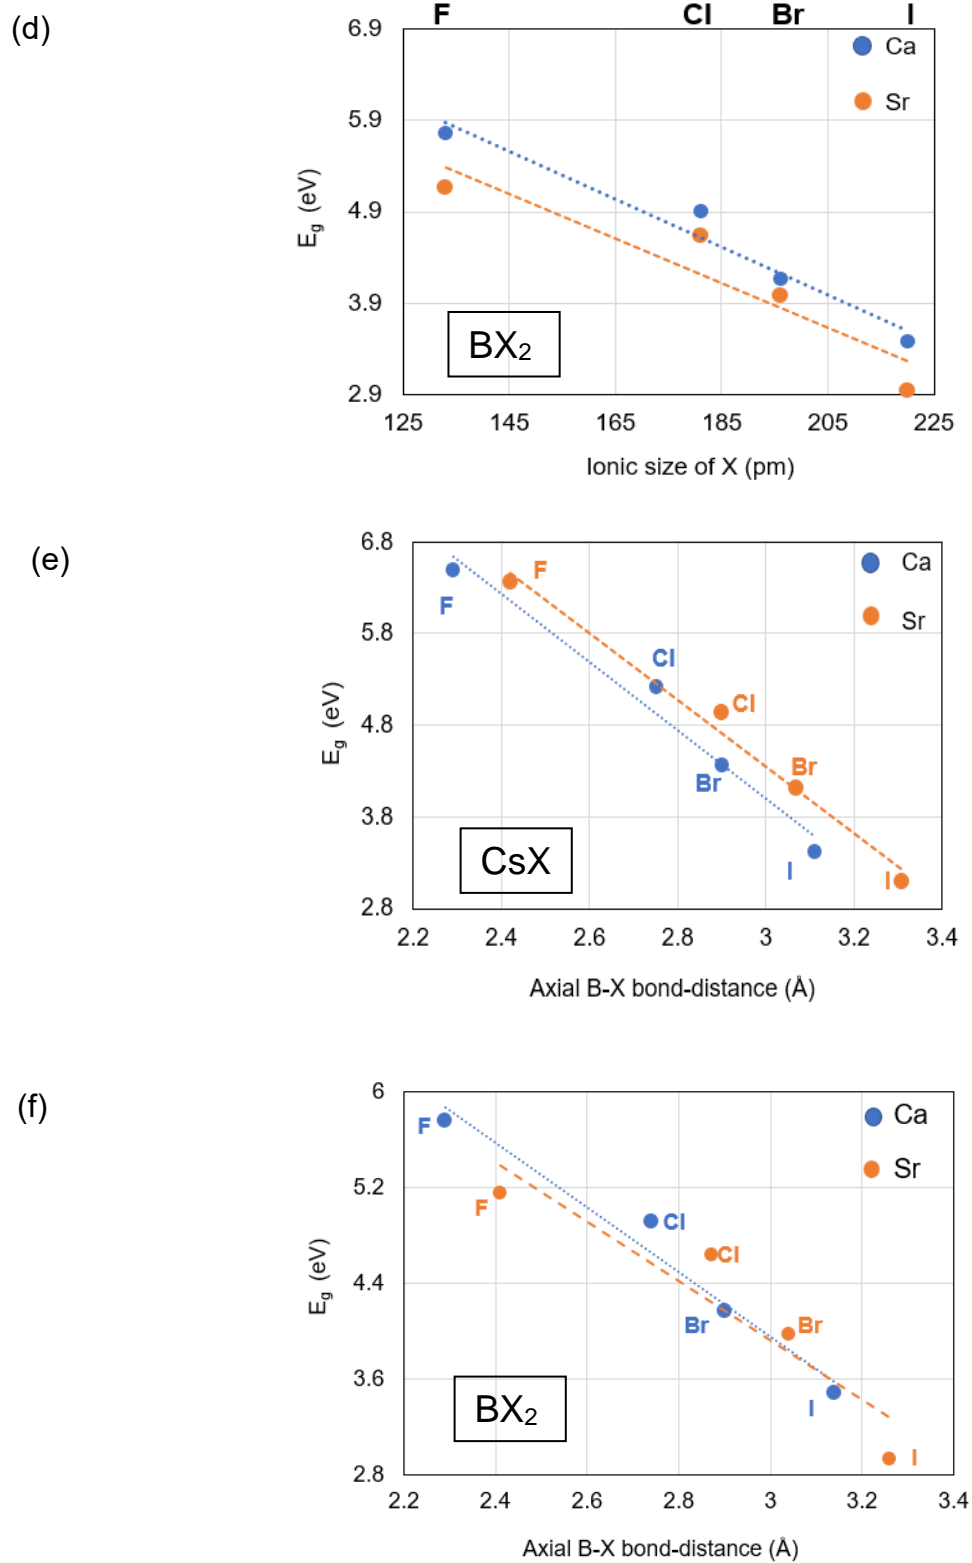 (d)
F Cl Br I
6.9
Ca
Sr
5.9
4.9
3.9
2.9
E_g (eV)
BX₂
125 145 165 185 205 225
Ionic size of X (pm)
(e)
6.8
Ca
Sr
F
F
5.8
Cl
Cl
4.8
Br
Br
3.8
I
I
2.8
E_g (eV)
CsX
2.2 2.4 2.6 2.8 3 3.2 3.4
Axial B-X bond-distance (Å)
(f)
6
Ca
Sr
F
5.2
F
Cl
Cl
4.4
Br
Br
3.6
I
I
2.8
E_g (eV)
BX₂
2.2 2.4 2.6 2.8 3 3.2 3.4
Axial B-X bond-distance (Å)